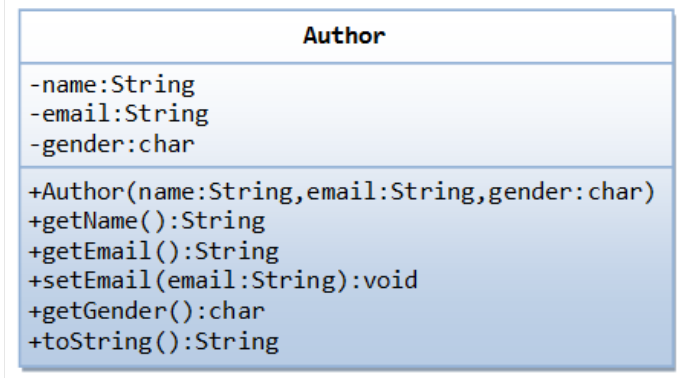 Author
-name:String
-email:String
-gender:char
+Author(name:String,email:String,gender:char)
+getName():String
+getEmail():String
+setEmail(email:String):void
+getGender():char
+toString():String